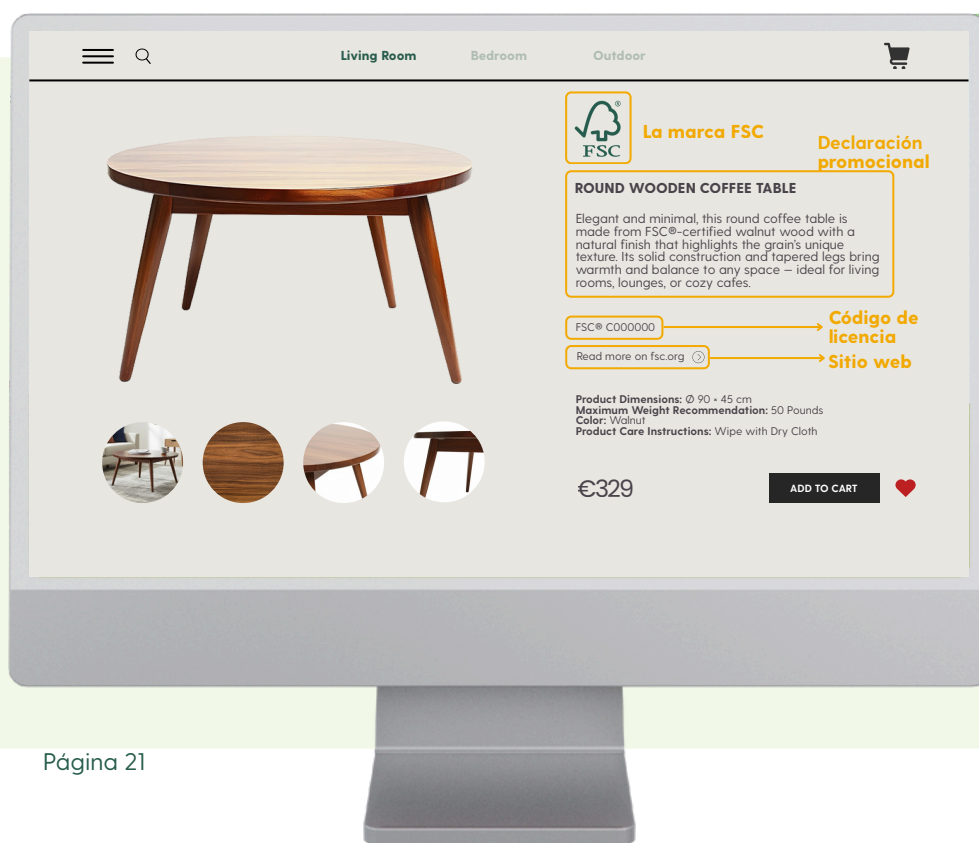 Living Room Bedroom Outdoor
FSC®
La marca FSC
Declaración
promocional
ROUND WOODEN COFFEE TABLE
Elegant and minimal, this round coffee table is
made from FSC®-certified walnut wood with a
natural finish that highlights the grain's unique
texture. Its solid construction and tapered legs bring
warmth and balance to any space – ideal for living
rooms, lounges, or cozy cafes.
FSC® C000000
Código de
licencia
Read more on fsc.org
Sitio web
Product Dimensions: Ø 90 × 45 cm
Maximum Weight Recommendation: 50 Pounds
Color: Walnut
Product Care Instructions: Wipe with Dry Cloth
€329
ADD TO CART
Página 21